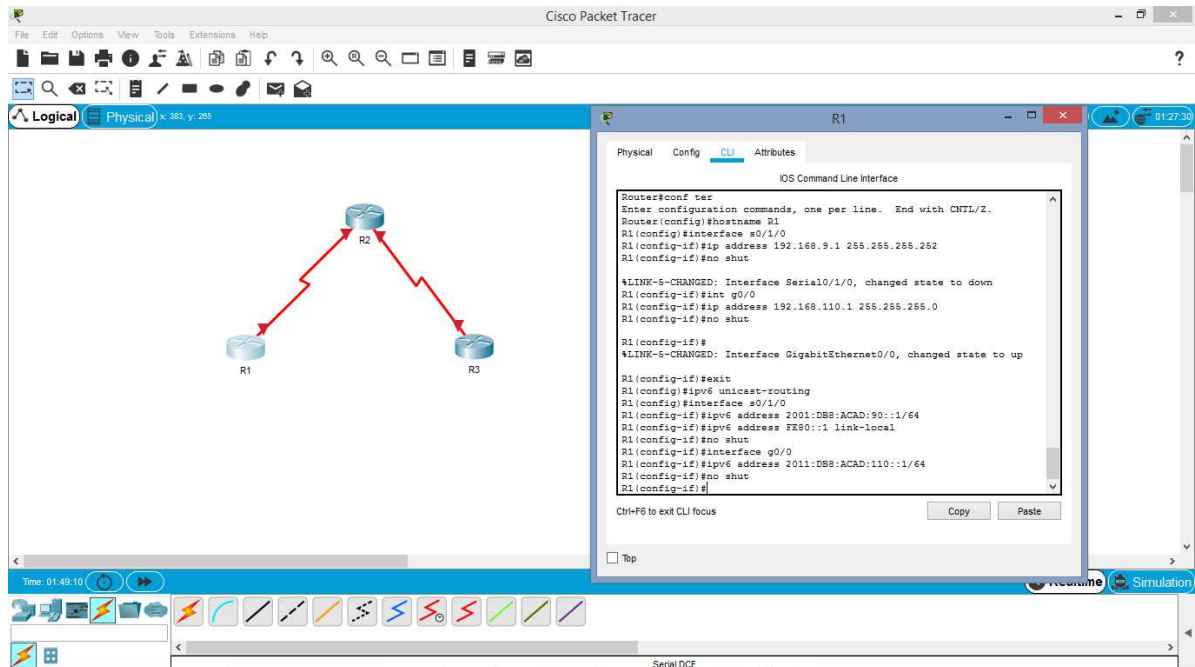 Cisco Packet Tracer
File Edit Options View Tools Extensions Help
?
Logical Physical x: 383, y: 265
01:27:30
R2
R1
R3
R1
Physical Config CLI Attributes
IOS Command Line Interface
Router#conf ter
Enter configuration commands, one per line. End with CNTL/Z.
Router(config)#hostname R1
R1(config)#interface s0/1/0
R1(config-if)#ip address 192.168.9.1 255.255.255.252
R1(config-if)#no shut
%LINK-5-CHANGED: Interface Serial0/1/0, changed state to down
R1(config-if)#int g0/0
R1(config-if)#ip address 192.168.110.1 255.255.255.0
R1(config-if)#no shut
R1(config-if)#
%LINK-5-CHANGED: Interface GigabitEthernet0/0, changed state to up
R1(config-if)#exit
R1(config)#ipv6 unicast-routing
R1(config)#interface s0/1/0
R1(config-if)#ipv6 address 2001:DB8:ACAD:90::1/64
R1(config-if)#ipv6 address FE80::1 link-local
R1(config-if)#no shut
R1(config-if)#interface g0/0
R1(config-if)#ipv6 address 2011:DB8:ACAD:110::1/64
R1(config-if)#no shut
R1(config-if)#
Ctrl+F6 to exit CLI focus
Copy Paste
Top
Time: 01:49:10
Realtime Simulation
Serial DCE